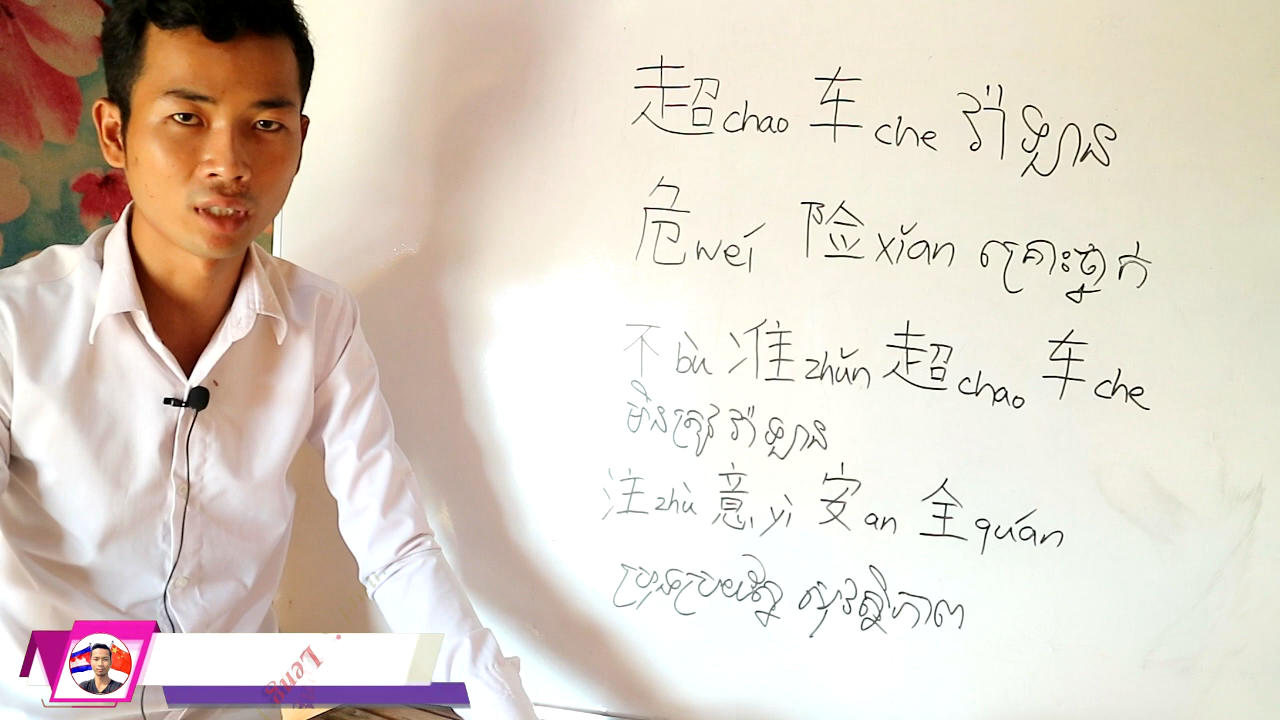 超 chao 车 che វ៉ា ឡាន
危 wéi 险 xiǎn គ្រោះថ្នាក់
不 bù 准 zhǔn 超 chao 车 che
មិនត្រូវ វ៉ា ឡាន
注 zhù 意 yì 安 an 全 quán
ប្រុងប្រយ័ត្ន សុវត្ថិភាព
Leng